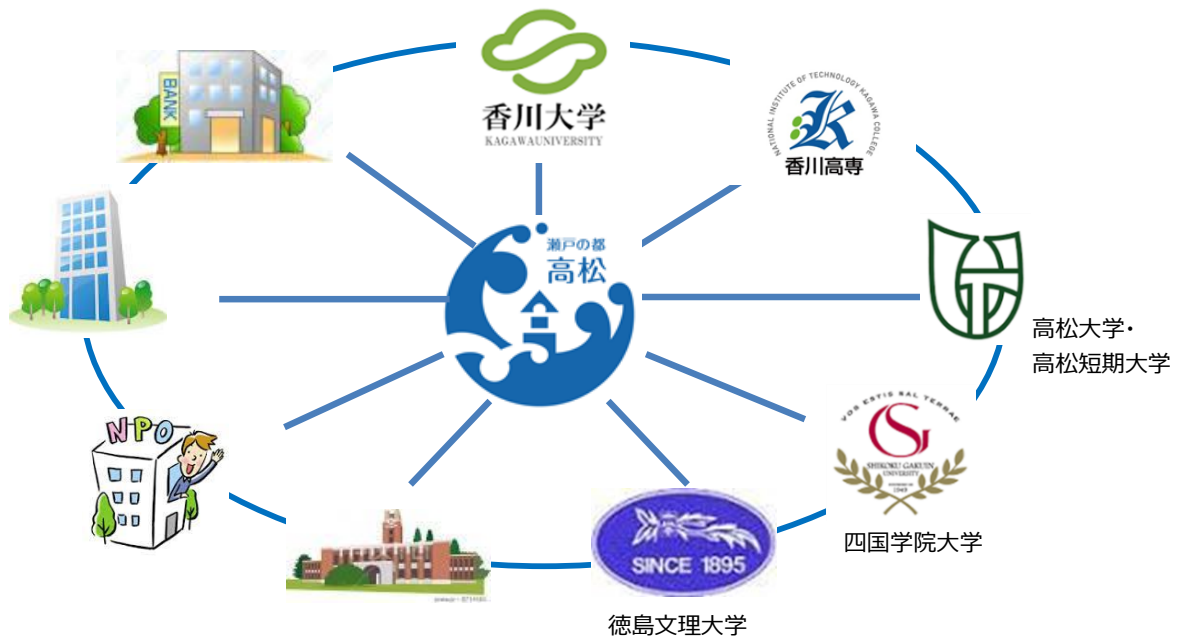 香川大学
KAGAWAUNIVERSITY
BANK
NATIONAL INSTITUTE OF TECHNOLOGY KAGAWA COLLEGE
香川高専
瀬戸の都
高松
高松大学・
高松短期大学
VOS ESTIS SAL TERRAE
SHIKOKU GAKUIN
UNIVERSITY
1949
四国学院大学
NPO
SINCE 1895
徳島文理大学